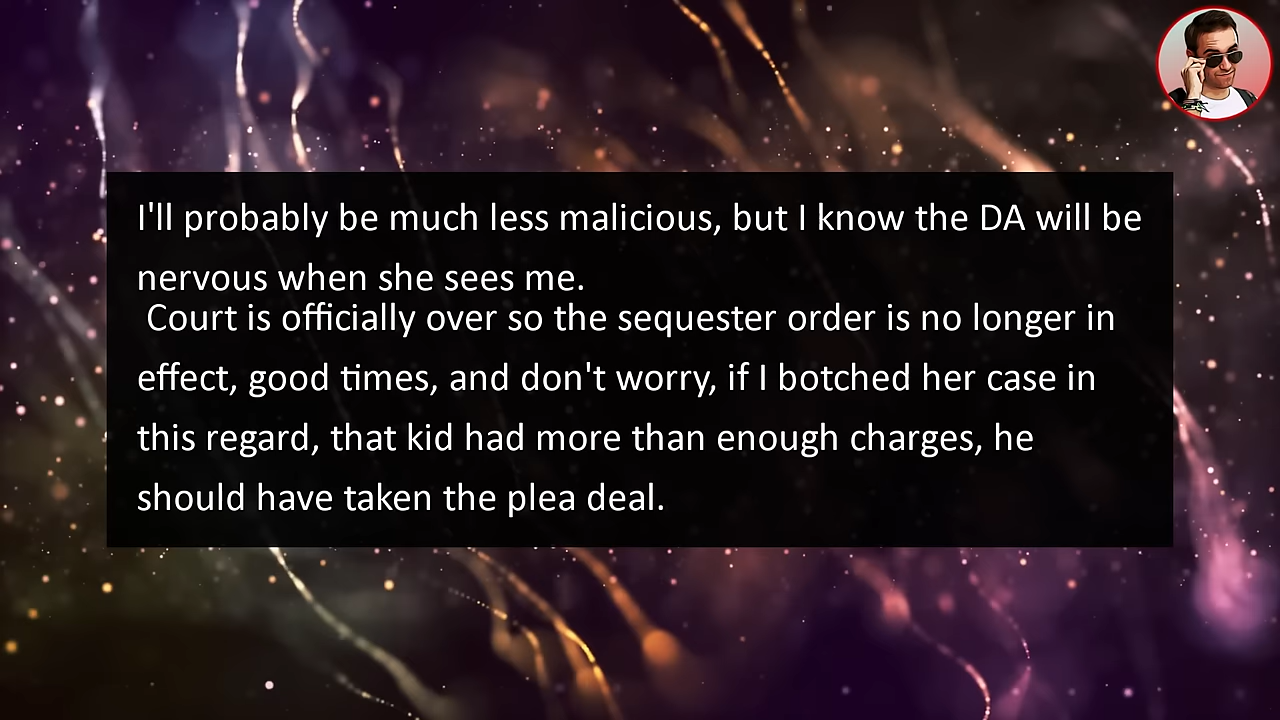 I'll probably be much less malicious, but I know the DA will be
nervous when she sees me.
Court is officially over so the sequester order is no longer in
effect, good times, and don't worry, if I botched her case in
this regard, that kid had more than enough charges, he
should have taken the plea deal.